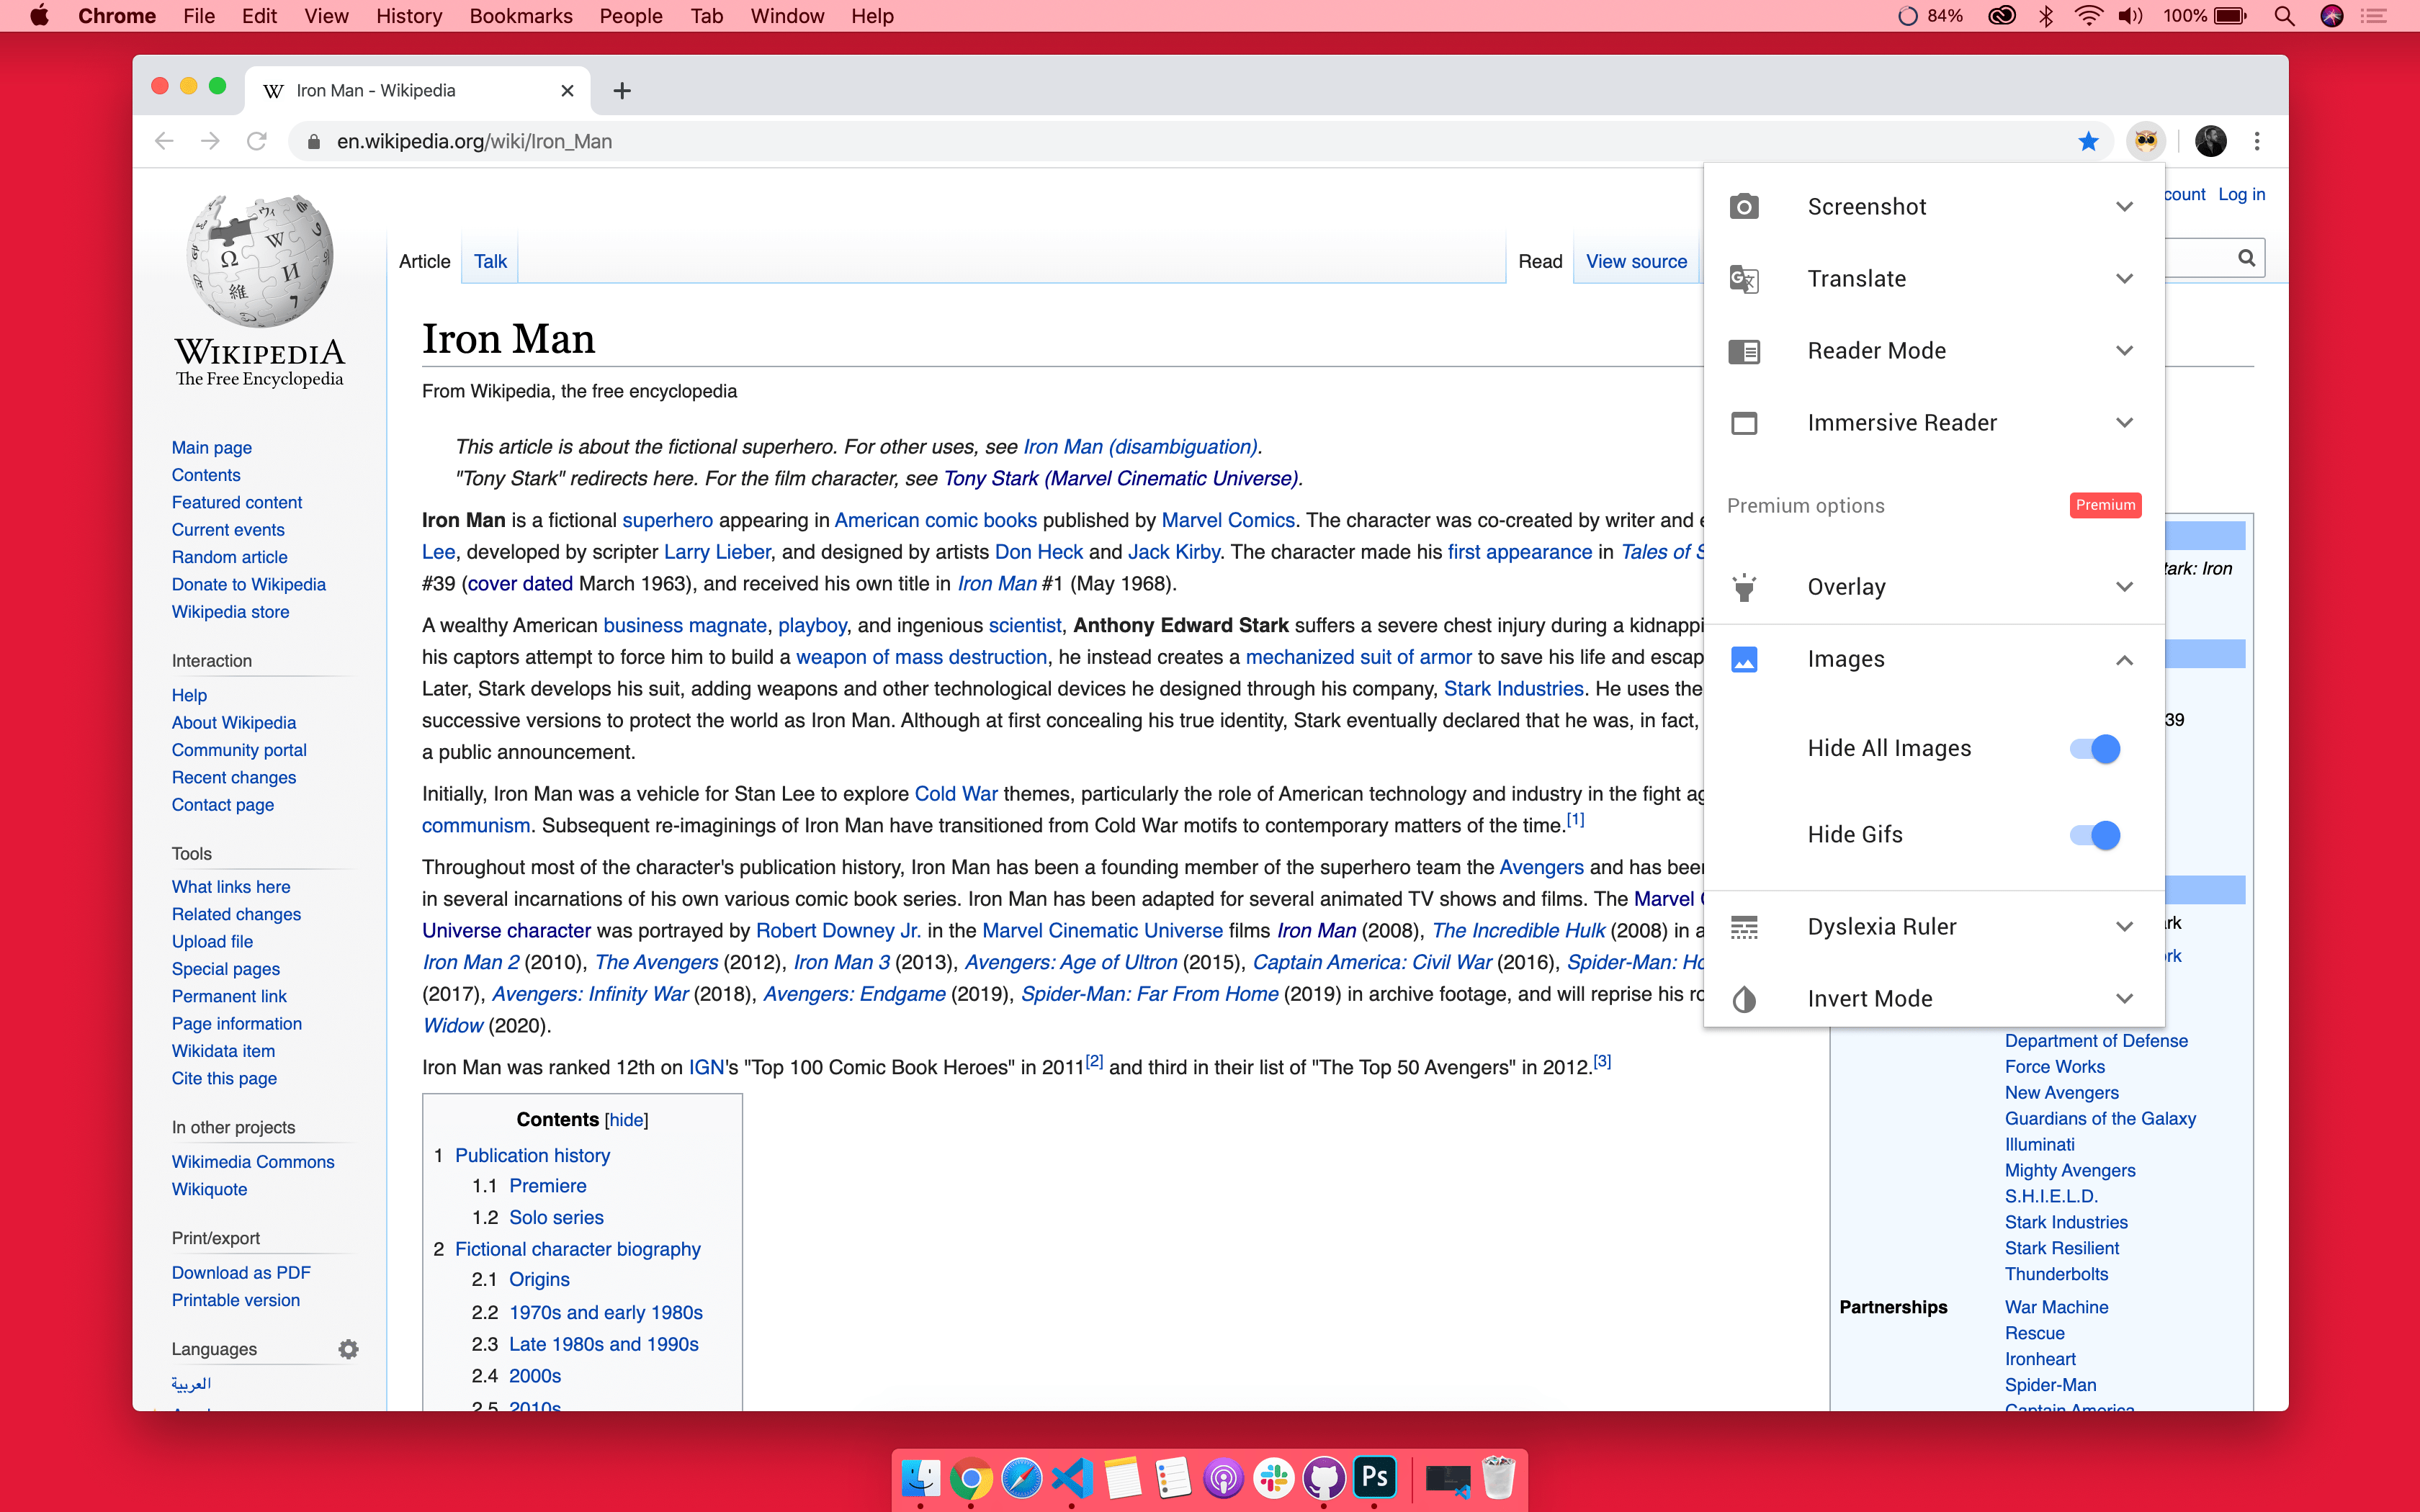 Chrome File Edit View History Bookmarks People Tab Window Help
84% 100%
Iron Man - Wikipedia
en.wikipedia.org/wiki/Iron_Man
WIKIPEDIA
The Free Encyclopedia
Main page
Contents
Featured content
Current events
Random article
Donate to Wikipedia
Wikipedia store
Interaction
Help
About Wikipedia
Community portal
Recent changes
Contact page
Tools
What links here
Related changes
Upload file
Special pages
Permanent link
Page information
Wikidata item
Cite this page
In other projects
Wikimedia Commons
Wikiquote
Print/export
Download as PDF
Printable version
Languages
العربية
count Log in
Article Talk
Read View source
Iron Man
From Wikipedia, the free encyclopedia
This article is about the fictional superhero. For other uses, see Iron Man (disambiguation).
"Tony Stark" redirects here. For the film character, see Tony Stark (Marvel Cinematic Universe).
Iron Man is a fictional superhero appearing in American comic books published by Marvel Comics. The character was co-created by writer and
Lee, developed by scripter Larry Lieber, and designed by artists Don Heck and Jack Kirby. The character made his first appearance in Tales of
#39 (cover dated March 1963), and received his own title in Iron Man #1 (May 1968).
A wealthy American business magnate, playboy, and ingenious scientist, Anthony Edward Stark suffers a severe chest injury during a kidnappi
his captors attempt to force him to build a weapon of mass destruction, he instead creates a mechanized suit of armor to save his life and escap
Later, Stark develops his suit, adding weapons and other technological devices he designed through his company, Stark Industries. He uses the
successive versions to protect the world as Iron Man. Although at first concealing his true identity, Stark eventually declared that he was, in fact,
a public announcement.
Initially, Iron Man was a vehicle for Stan Lee to explore Cold War themes, particularly the role of American technology and industry in the fight ag
communism. Subsequent re-imaginings of Iron Man have transitioned from Cold War motifs to contemporary matters of the time.[1]
Throughout most of the character's publication history, Iron Man has been a founding member of the superhero team the Avengers and has bee
in several incarnations of his own various comic book series. Iron Man has been adapted for several animated TV shows and films. The Marvel
Universe character was portrayed by Robert Downey Jr. in the Marvel Cinematic Universe films Iron Man (2008), The Incredible Hulk (2008) in a
Iron Man 2 (2010), The Avengers (2012), Iron Man 3 (2013), Avengers: Age of Ultron (2015), Captain America: Civil War (2016), Spider-Man: Ho
(2017), Avengers: Infinity War (2018), Avengers: Endgame (2019), Spider-Man: Far From Home (2019) in archive footage, and will reprise his ro
Widow (2020).
Iron Man was ranked 12th on IGN's "Top 100 Comic Book Heroes" in 2011[2] and third in their list of "The Top 50 Avengers" in 2012.[3]
Contents [hide]
1 Publication history
1.1 Premiere
1.2 Solo series
2 Fictional character biography
2.1 Origins
2.2 1970s and early 1980s
2.3 Late 1980s and 1990s
2.4 2000s
2.5 2010s
Screenshot
Translate
Reader Mode
Immersive Reader
Premium options Premium
Overlay
Images
Hide All Images
Hide Gifs
Dyslexia Ruler
Invert Mode
tark: Iron
39
ark
ork
Department of Defense
Force Works
New Avengers
Guardians of the Galaxy
Illuminati
Mighty Avengers
S.H.I.E.L.D.
Stark Industries
Stark Resilient
Thunderbolts
Partnerships War Machine
Rescue
Ironheart
Spider-Man
Captain America
Ps